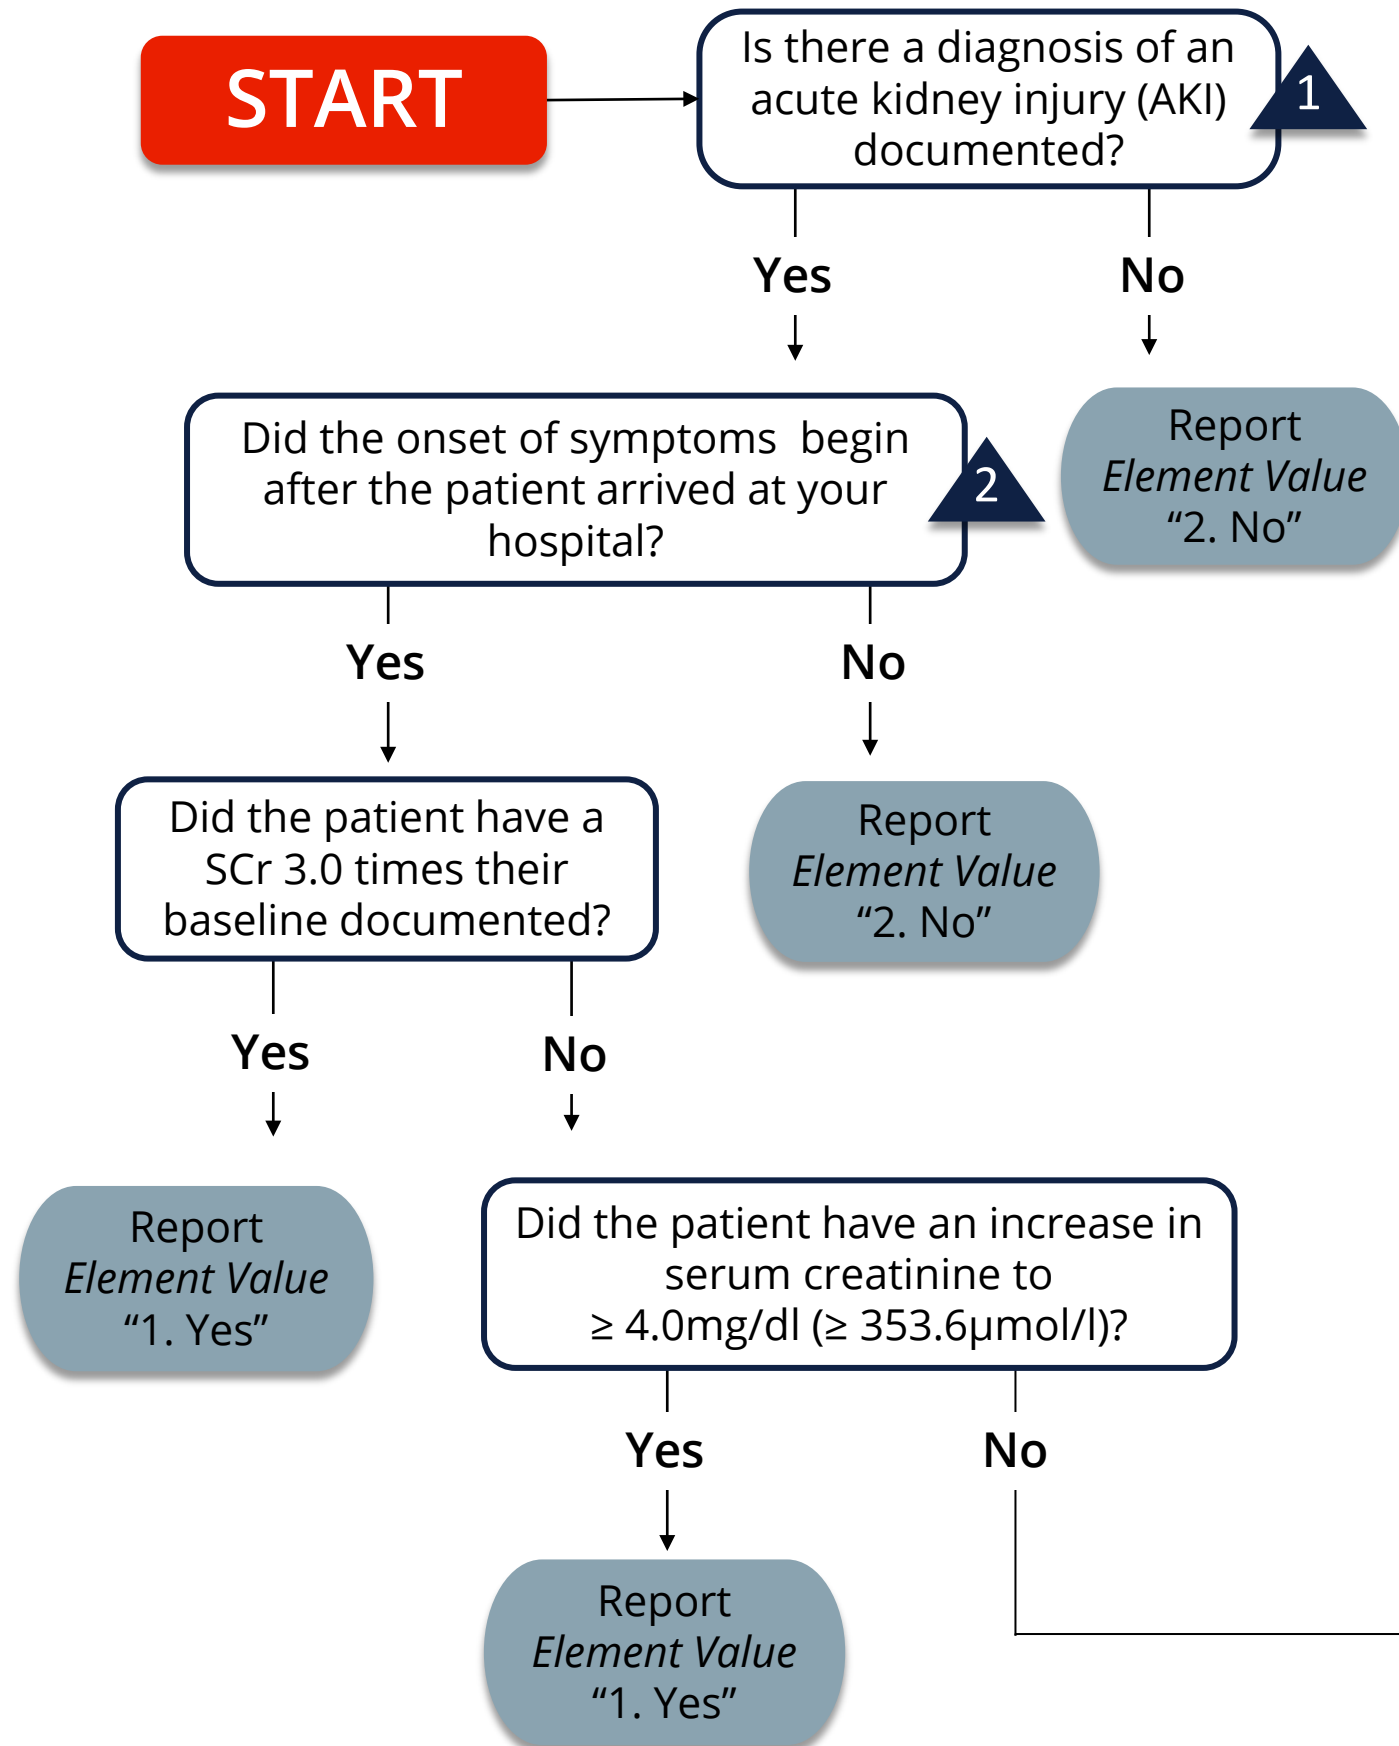 START
Is there a diagnosis of an
acute kidney injury (AKI)
documented?
1
Yes
No
Did the onset of symptoms  begin
after the patient arrived at your
hospital?
2
Report
Element Value
“2. No”
Yes
No
Did the patient have a
SCr 3.0 times their
baseline documented?
Report
Element Value
“2. No”
Yes
No
Report
Element Value
“1. Yes”
Did the patient have an increase in
serum creatinine to
≥ 4.0mg/dl (≥ 353.6μmol/l)?
Yes
No
Report
Element Value
“1. Yes”